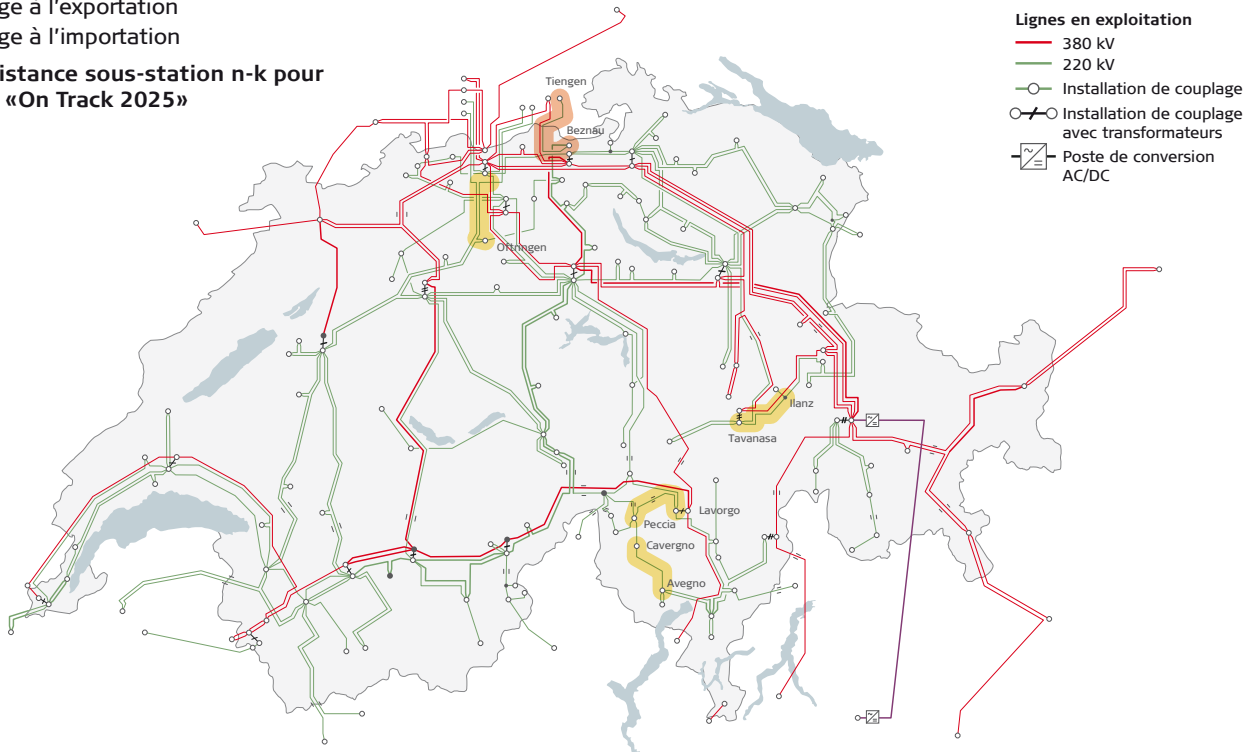 ge à l'exportation
ge à l'importation
istance sous-station n-k pour
«On Track 2025»
Lignes en exploitation
380 kV
220 kV
Installation de couplage
Installation de couplage
avec transformateurs
Poste de conversion
AC/DC
Tiengen
Beznau
Oftringen
Ilanz
Tavanasa
Lavorgo
Peccia
Cavergno
Avegno